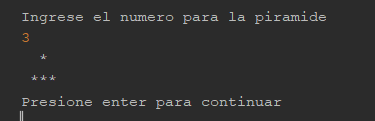 Ingrese el numero para la piramide
3
  *
 ***
Presione enter para continuar